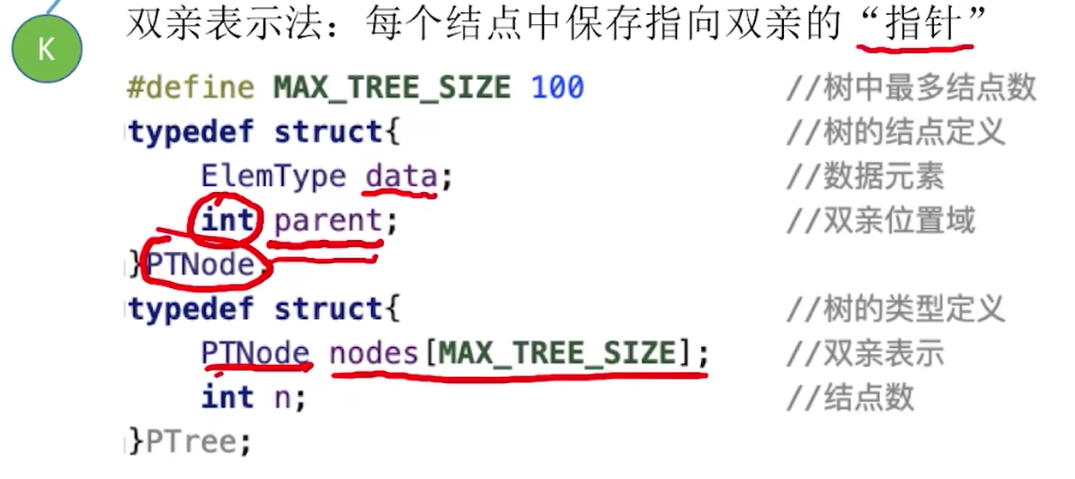 K
双亲表示法：每个结点中保存指向双亲的“指针”
#define MAX_TREE_SIZE 100 //树中最多结点数
typedef struct{ //树的结点定义
ElemType data; //数据元素
int parent; //双亲位置域
}PTNode;
typedef struct{ //树的类型定义
PTNode nodes[MAX_TREE_SIZE]; //双亲表示
int n; //结点数
}PTree;